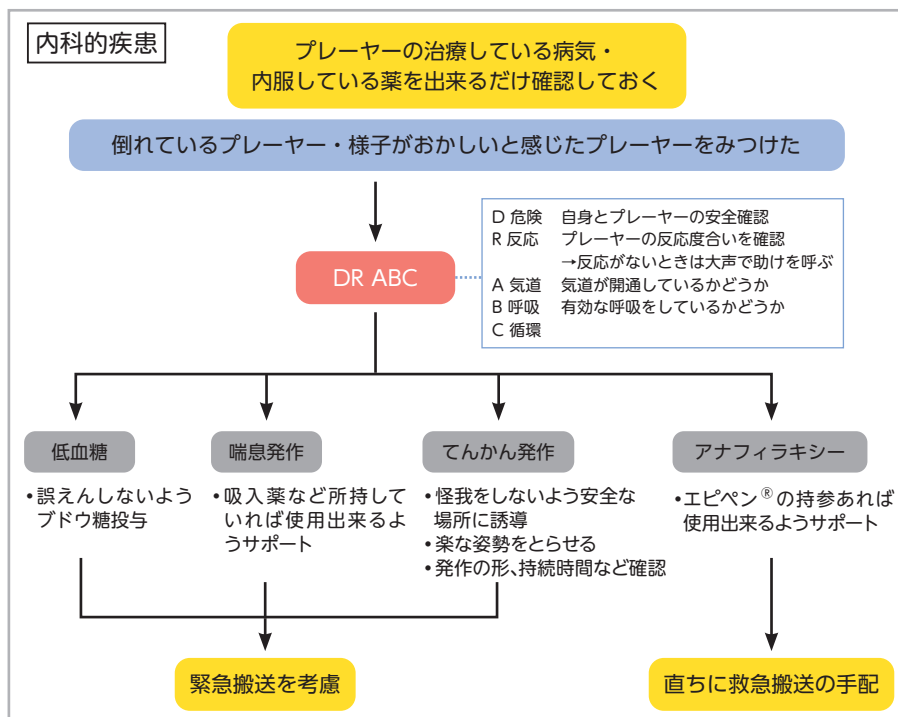 内科的疾患
プレーヤーの治療している病気・
内服している薬を出来るだけ確認しておく
倒れているプレーヤー・様子がおかしいと感じたプレーヤーをみつけた
DR ABC
D 危険 自身とプレーヤーの安全確認
R 反応 プレーヤーの反応度合いを確認
→反応がないときは大声で助けを呼ぶ
A 気道 気道が開通しているかどうか
B 呼吸 有効な呼吸をしているかどうか
C 循環
低血糖
•誤えんしないよう
ブドウ糖投与
喘息発作
•吸入薬など所持して
いれば使用出来るよ
うサポート
てんかん発作
•怪我をしないよう安全な
場所に誘導
•楽な姿勢をとらせる
•発作の形、持続時間など確認
アナフィラキシー
•エピペン®の持参あれば
使用出来るようサポート
緊急搬送を考慮
直ちに救急搬送の手配